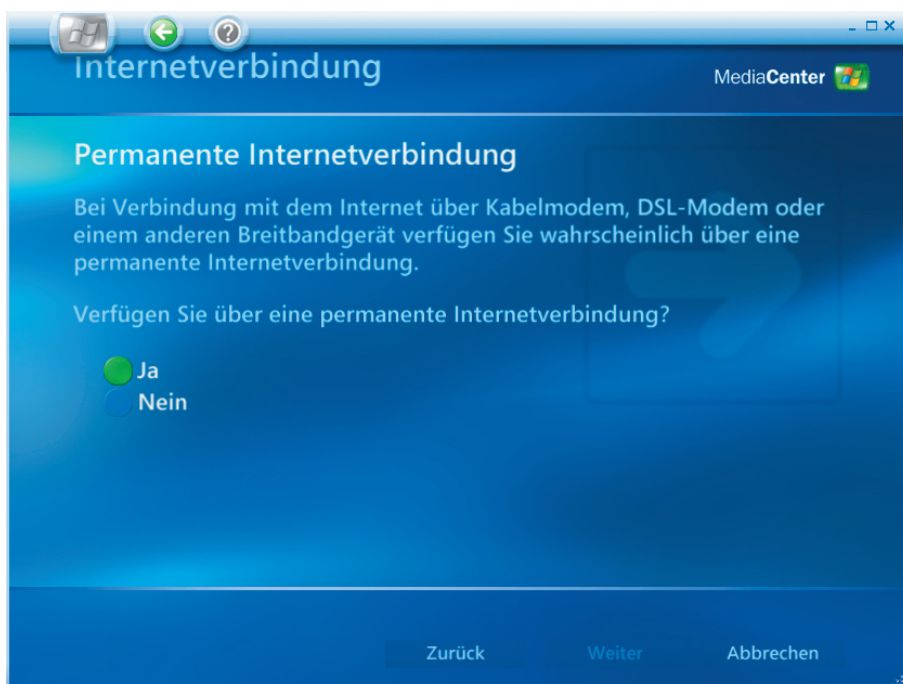 Internetverbindung
MediaCenter
Permanente Internetverbindung
Bei Verbindung mit dem Internet über Kabelmodem, DSL-Modem oder
einem anderen Breitbandgerät verfügen Sie wahrscheinlich über eine
permanente Internetverbindung.
Verfügen Sie über eine permanente Internetverbindung?
Ja
Nein
Zurück
Weiter
Abbrechen